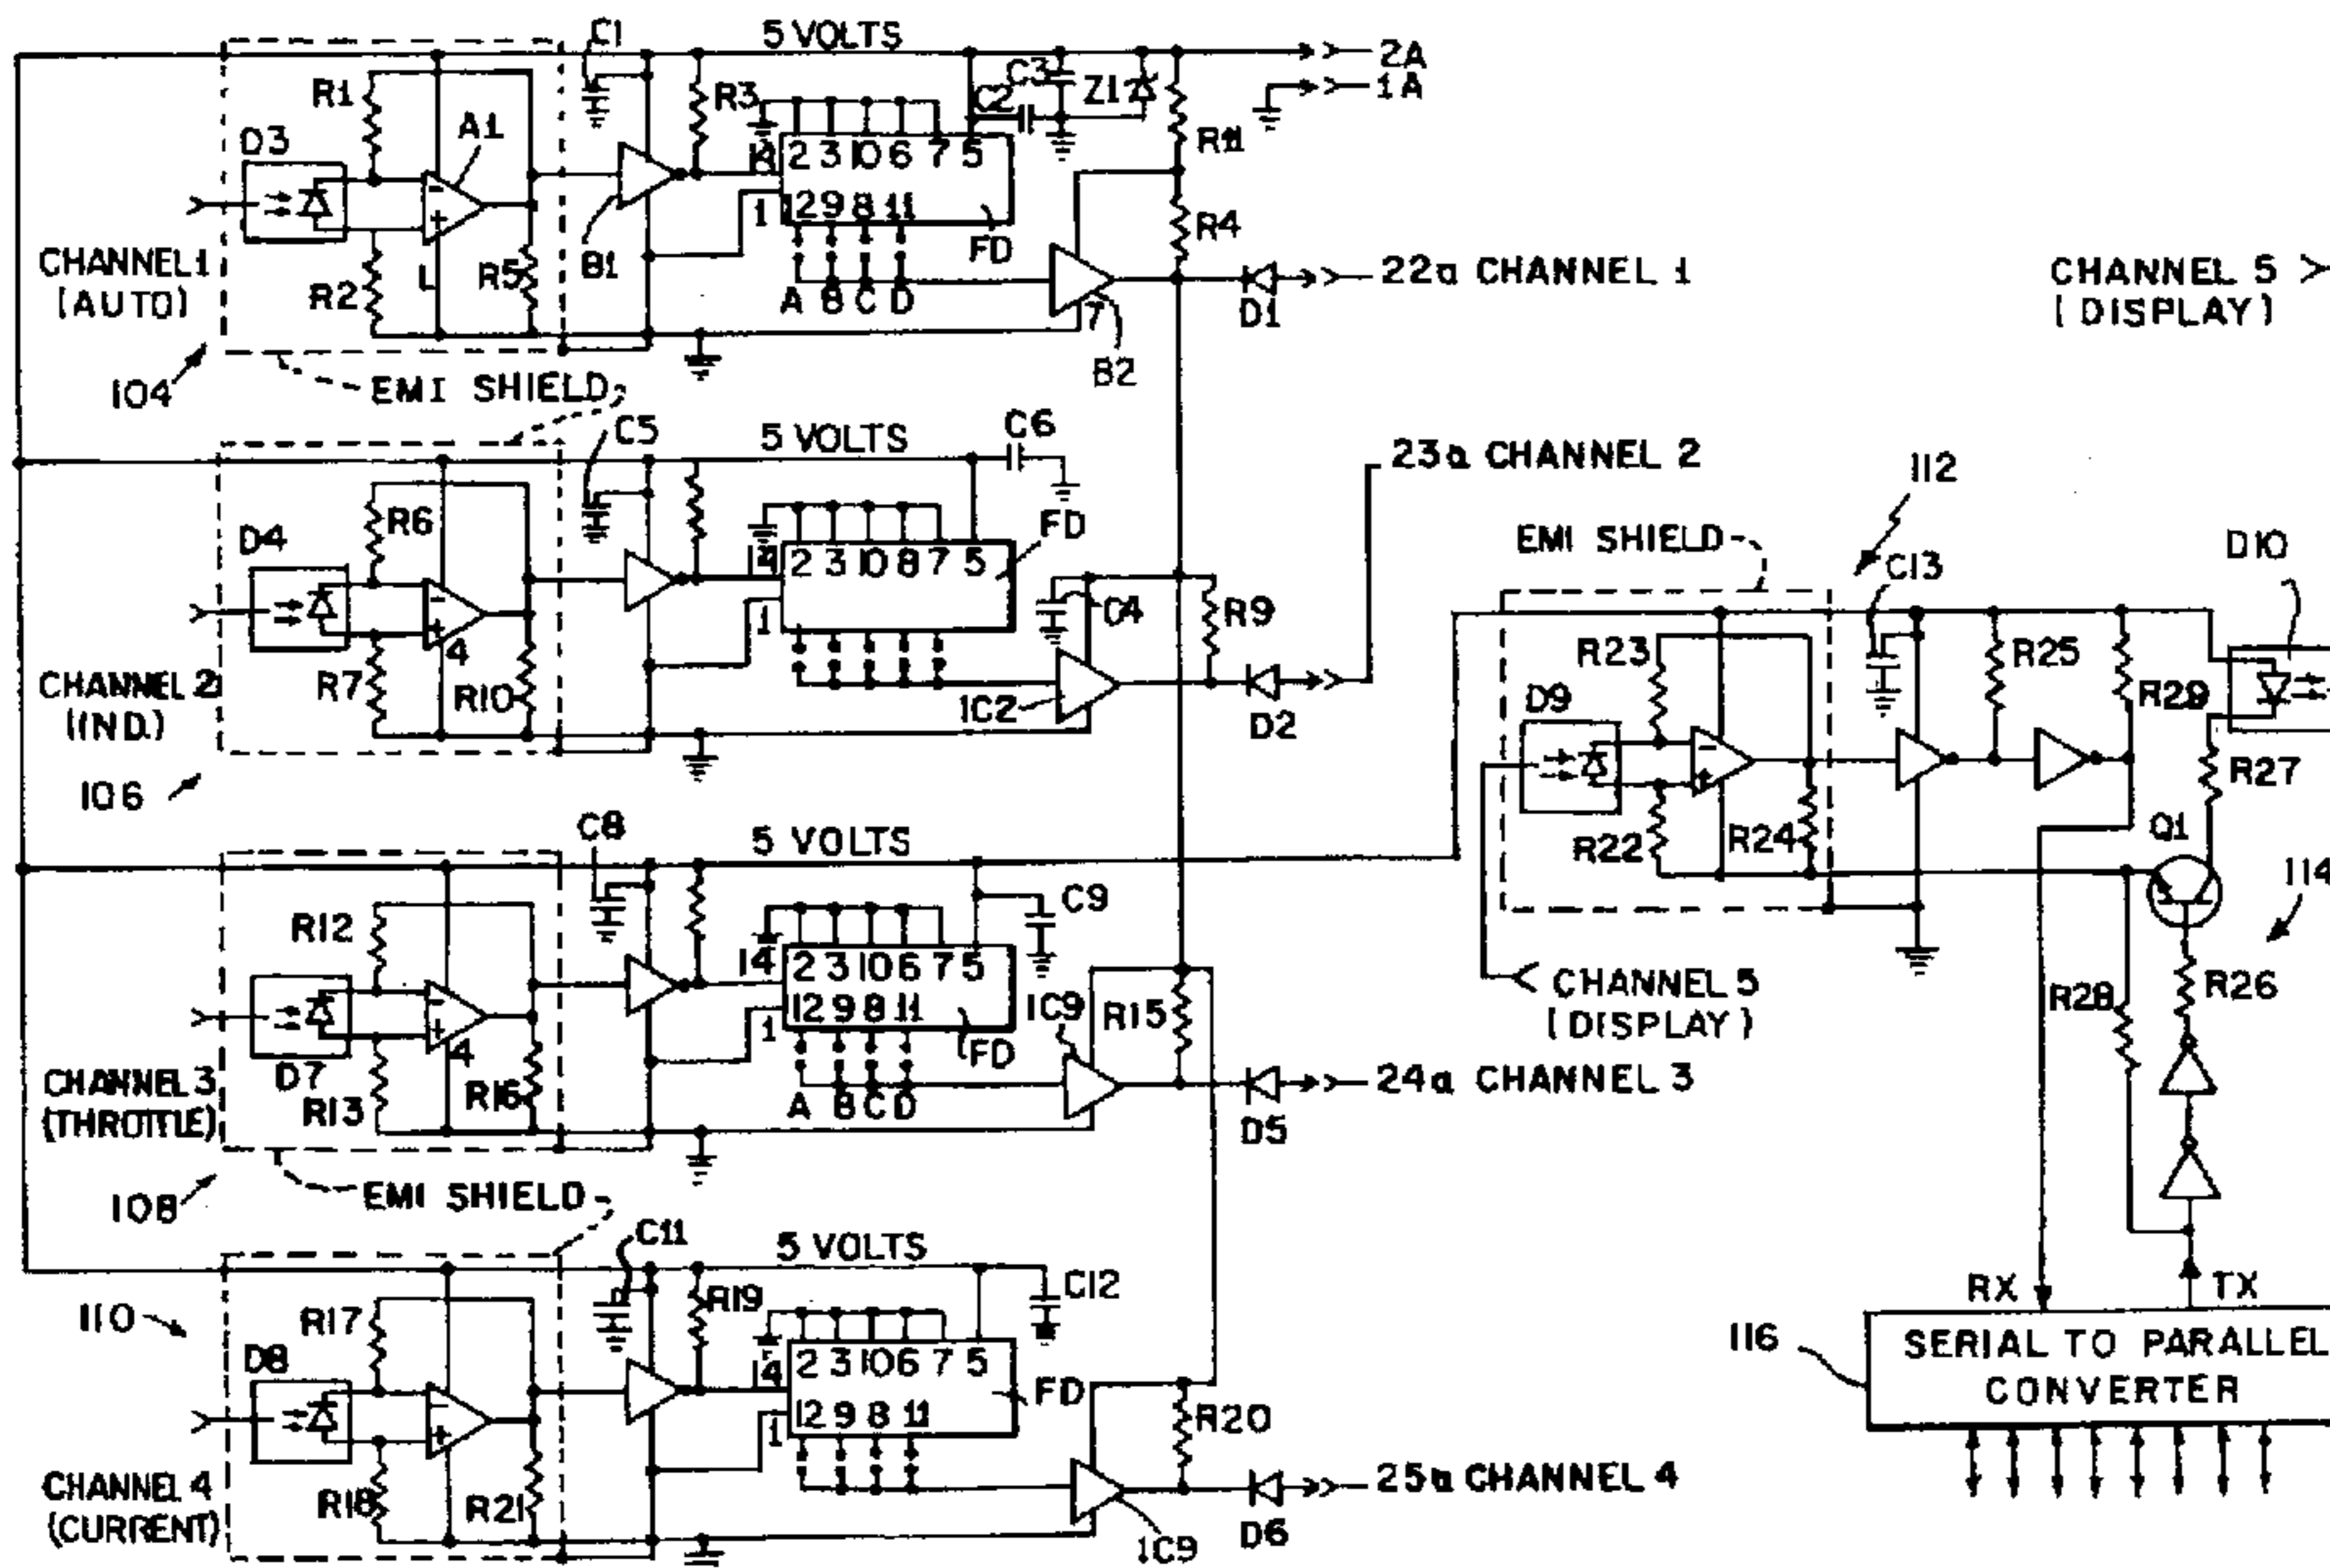 C1
5 VOLTS
2A
1A
R1
A1
R3
C3
C2
Z1
R11
D3
2 3 10 6 7 5
12 9 8 11
1
FD
R4
CHANNEL 1
(AUTO)
L
R2
R5
B1
A B C D
7
D1
22a CHANNEL 1
CHANNEL 5
(DISPLAY)
B2
104
EMI SHIELD
C5
5 VOLTS
C6
23a CHANNEL 2
112
R6
D4
FD
2 3 10 8 7 5
1
EMI SHIELD
C13
D10
C4
R9
4
R7
R10
CHANNEL 2
(IND.)
1C2
D2
R23
R25
R29
D9
R27
106
C8
5 VOLTS
R22
R24
Q1
114
R12
C9
14
2 3 10 6 7 5
12 9 8 11
1
FD
1C9
R15
CHANNEL 5
(DISPLAY)
R28
R26
4
D7
R13
R16
CHANNEL 3
(THROTTLE)
A B C D
D5
24a CHANNEL 3
108
EMI SHIELD
C11
5 VOLTS
C12
RX
TX
110
R17
R19
D8
14
2 3 10 6 7 5
12 9 8 11
1
FD
R20
116
SERIAL TO PARALLEL
CONVERTER
CHANNEL 4
(CURRENT)
R18
R21
D6
25a CHANNEL 4
1C9